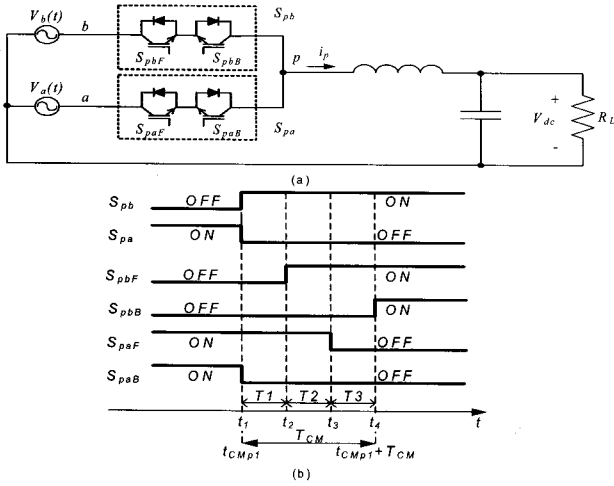 V_b(t) b S_pb
S_pbF S_pbB
p i_p
V_a(t) a + V_dc - R_L
S_paF S_paB S_pa
(a)
S_pb OFF ON
S_pa ON OFF
S_pbF OFF ON
S_pbB OFF ON
S_paF ON OFF
S_paB ON OFF
T1 T2 T3
t_1 t_2 t_3 t_4 t
T_CM
t_CMp1 t_CMp1+T_CM
(b)